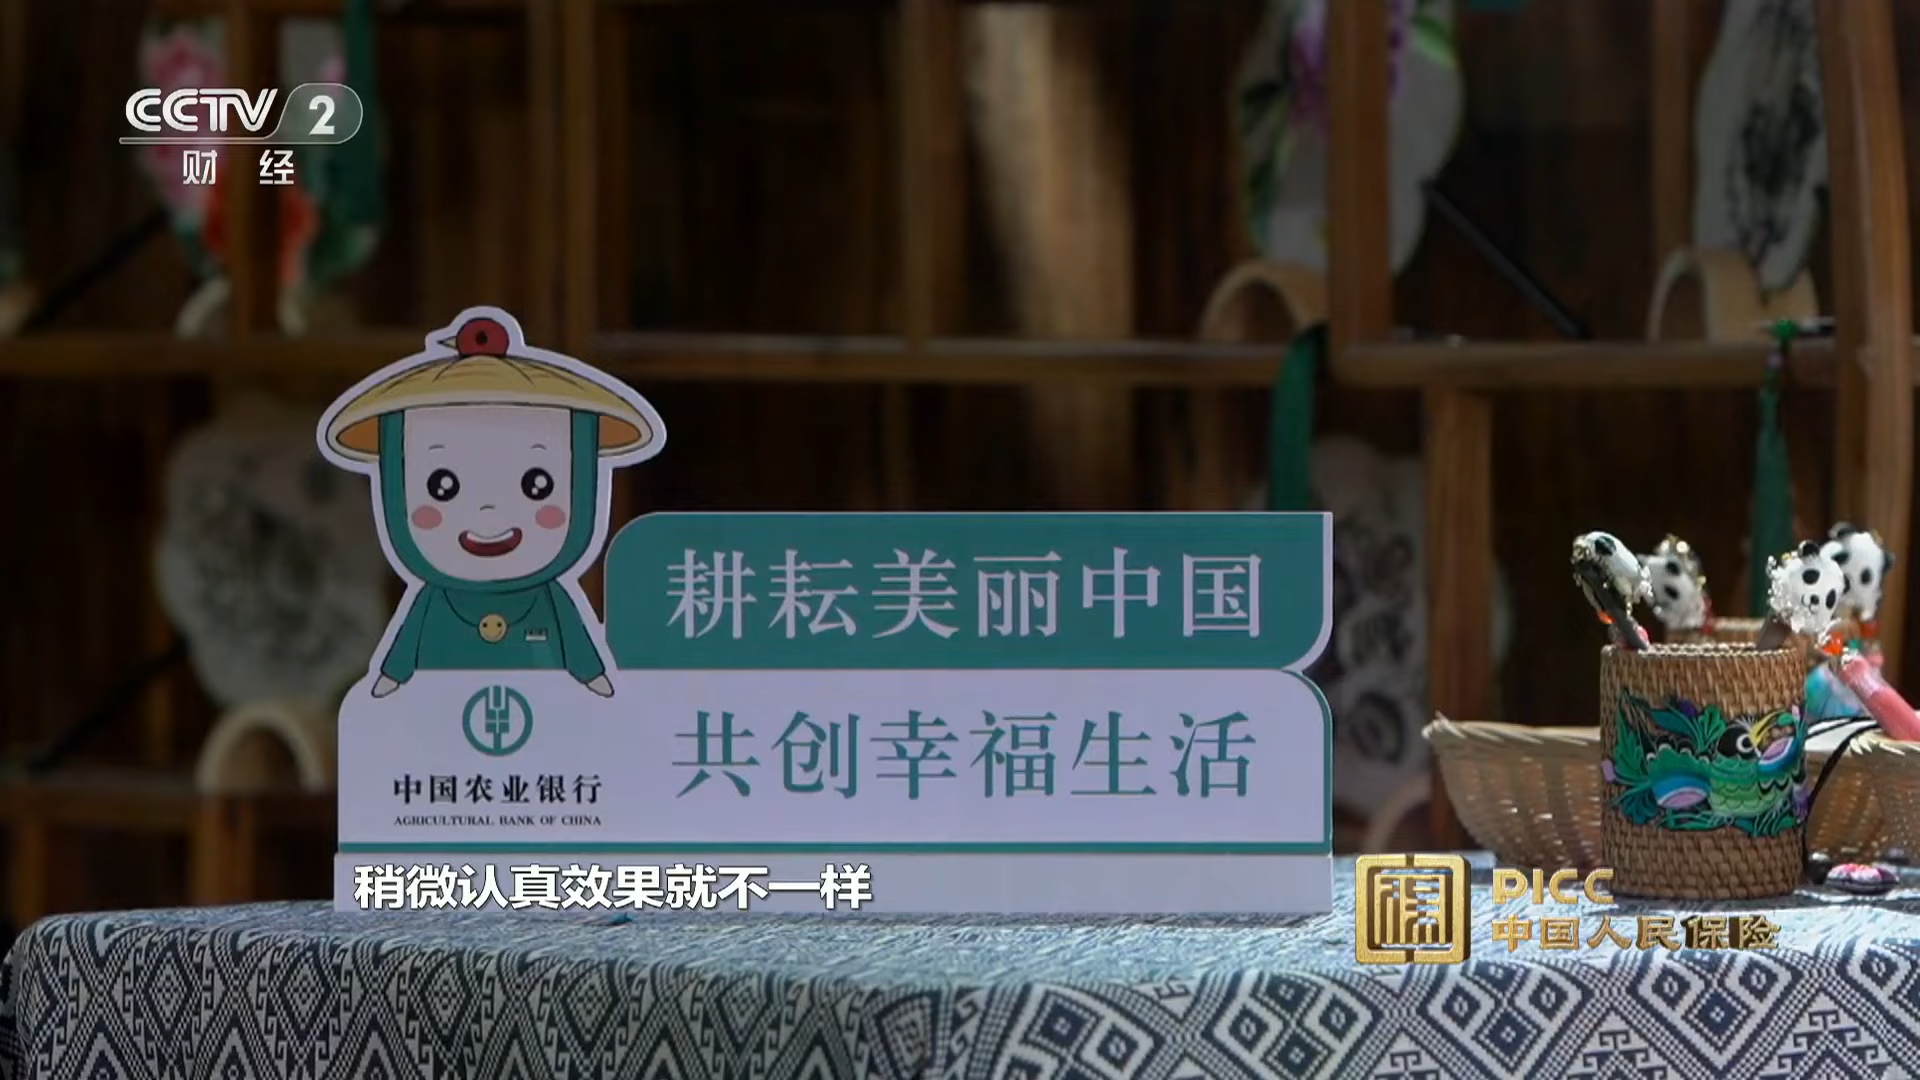 CCTV 2
财 经
耕耘美丽中国
共创幸福生活
中国农业银行
AGRICULTURAL BANK OF CHINA
稍微认真效果就不一样
PICC
中国人民保险